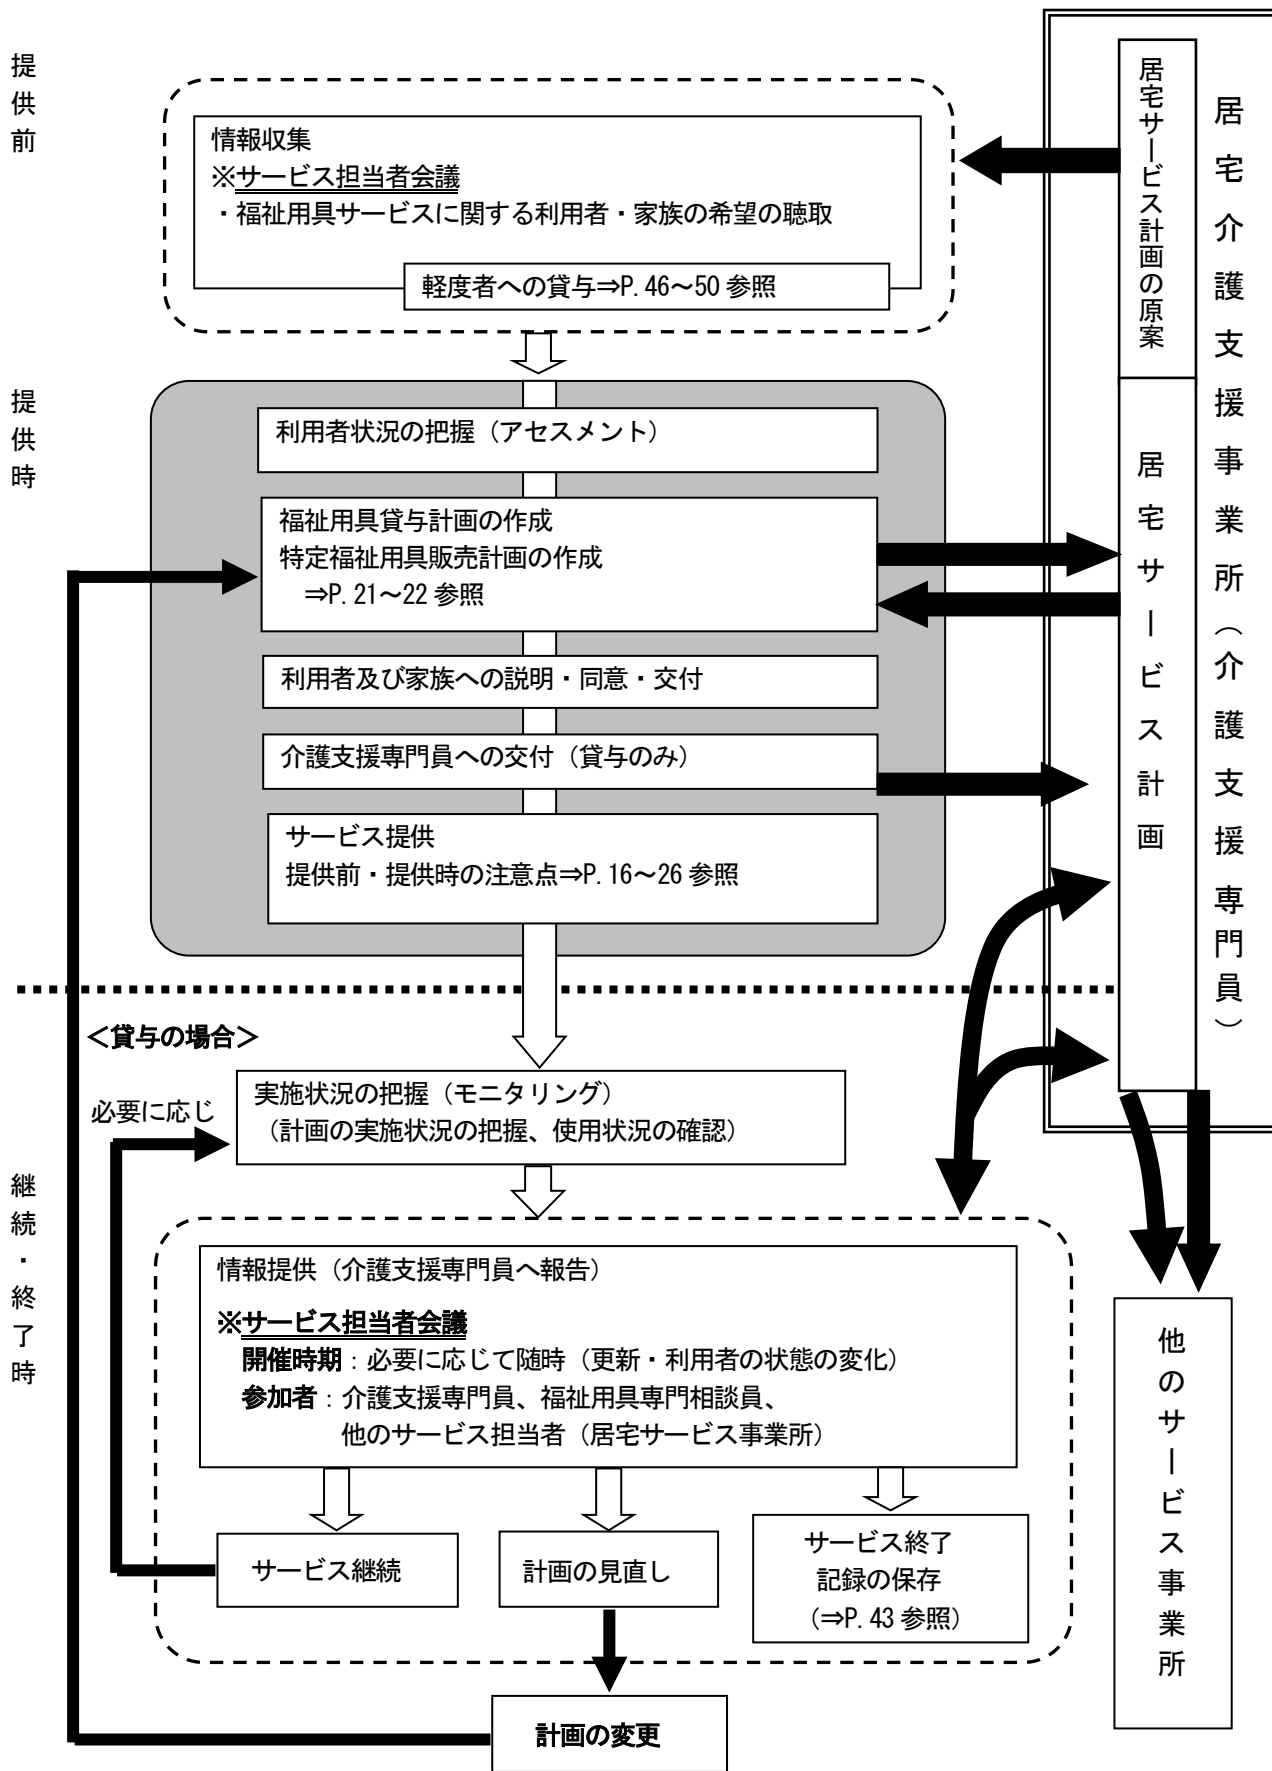 提供前
情報収集
※サービス担当者会議
・福祉用具サービスに関する利用者・家族の希望の聴取
軽度者への貸与⇒P.46～50 参照
居宅サービス計画の原案
居宅介護支援事業所（介護支援専門員）
提供時
利用者状況の把握（アセスメント）
福祉用具貸与計画の作成
特定福祉用具販売計画の作成
⇒P.21～22 参照
利用者及び家族への説明・同意・交付
介護支援専門員への交付（貸与のみ）
サービス提供
提供前・提供時の注意点⇒P.16～26 参照
居宅サービス計画
＜貸与の場合＞
必要に応じ
実施状況の把握（モニタリング）
（計画の実施状況の把握、使用状況の確認）
継続・終了時
情報提供（介護支援専門員へ報告）
※サービス担当者会議
開催時期：必要に応じて随時（更新・利用者の状態の変化）
参加者：介護支援専門員、福祉用具専門相談員、
他のサービス担当者（居宅サービス事業所）
サービス継続
計画の見直し
サービス終了
記録の保存
（⇒P.43 参照）
計画の変更
他のサービス事業所